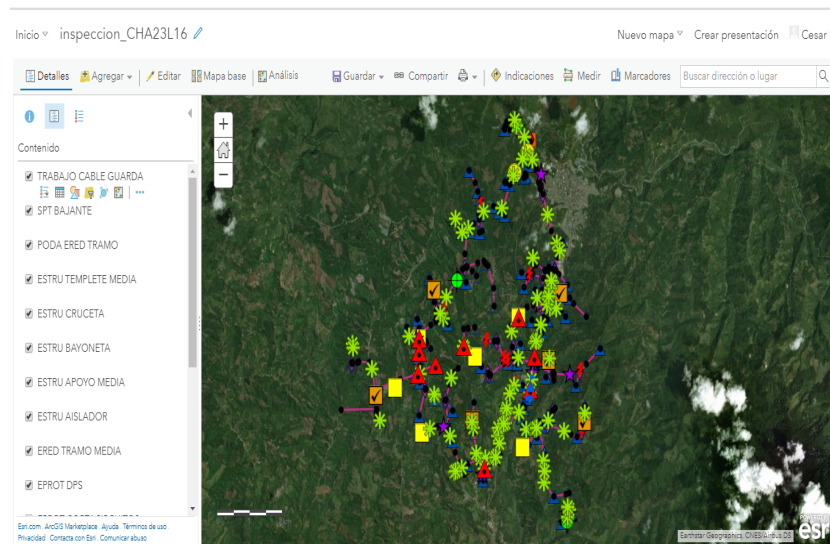 Inicio inspeccion_CHA23L16 Nuevo mapa Crear presentación Cesar
Detalles Agregar Editar Mapa base Análisis Guardar Compartir Indicaciones Medir Marcadores Buscar dirección o lugar
Contenido
TRABAJO CABLE GUARDA
SPT BAJANTE
PODA ERED TRAMO
ESTRU TEMPLETE MEDIA
ESTRU CRUCETA
ESTRU BAYONETA
ESTRU APOYO MEDIA
ESTRU AISLADOR
ERED TRAMO MEDIA
EPROT DPS
Esri.com . ArcGIS Marketplace . Ayuda . Términos de uso .
Privacidad . Contacta con Esri . Comunicar abuso
Earthstar Geographics, CNES/Airbus DS
esri